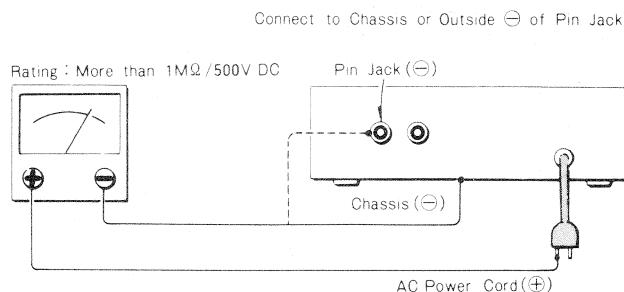 Connect to Chassis or Outside ⊖ of Pin Jack
Rating : More than 1MΩ/500V DC
Pin Jack (⊖)
Chassis (⊖)
AC Power Cord (⊕)